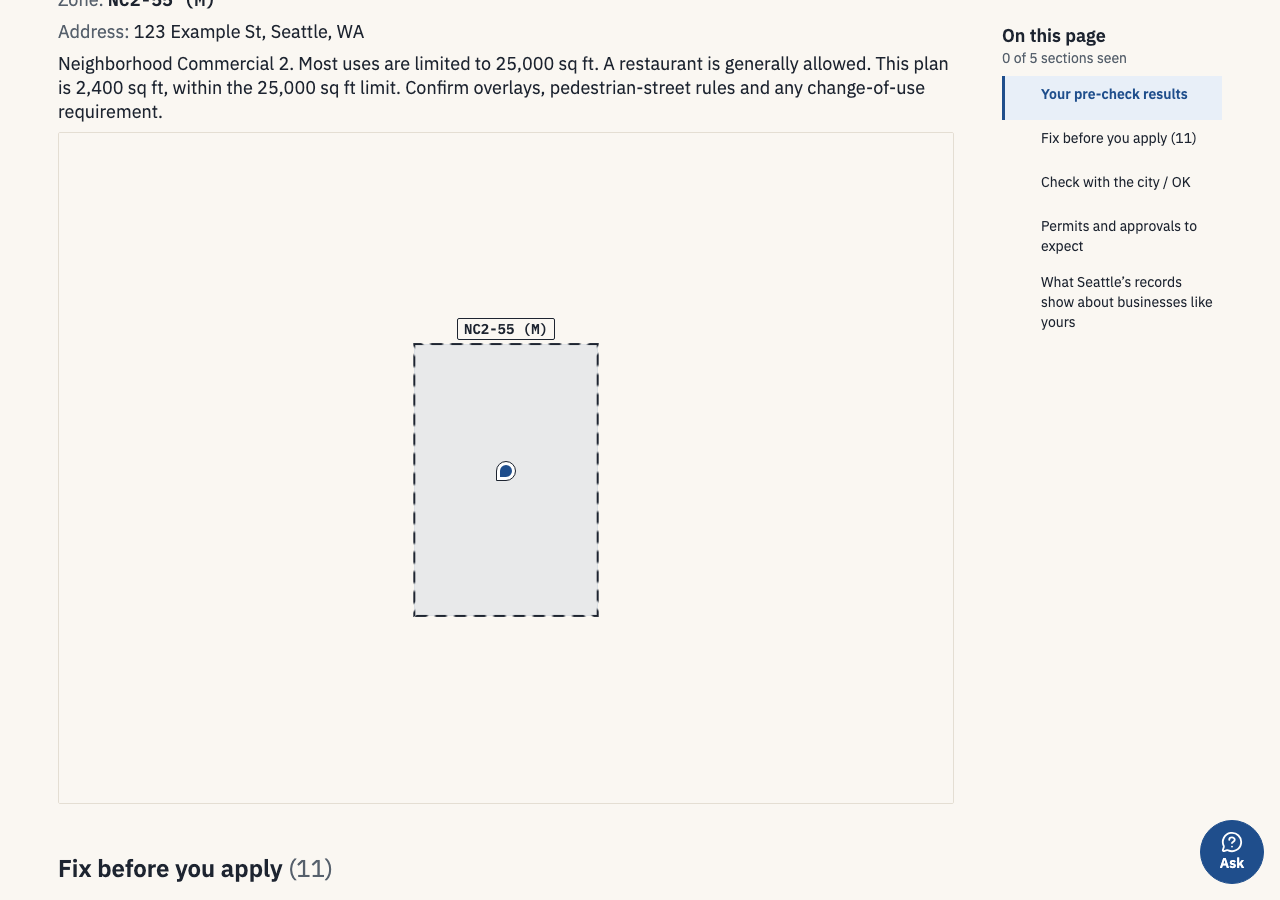 Zone: NC2-55 (M)
Address: 123 Example St, Seattle, WA
Neighborhood Commercial 2. Most uses are limited to 25,000 sq ft. A restaurant is generally allowed. This plan
is 2,400 sq ft, within the 25,000 sq ft limit. Confirm overlays, pedestrian-street rules and any change-of-use
requirement.
NC2-55 (M)
Fix before you apply (11)
On this page
0 of 5 sections seen
Your pre-check results
Fix before you apply (11)
Check with the city / OK
Permits and approvals to
expect
What Seattle’s records
show about businesses like
yours
Ask